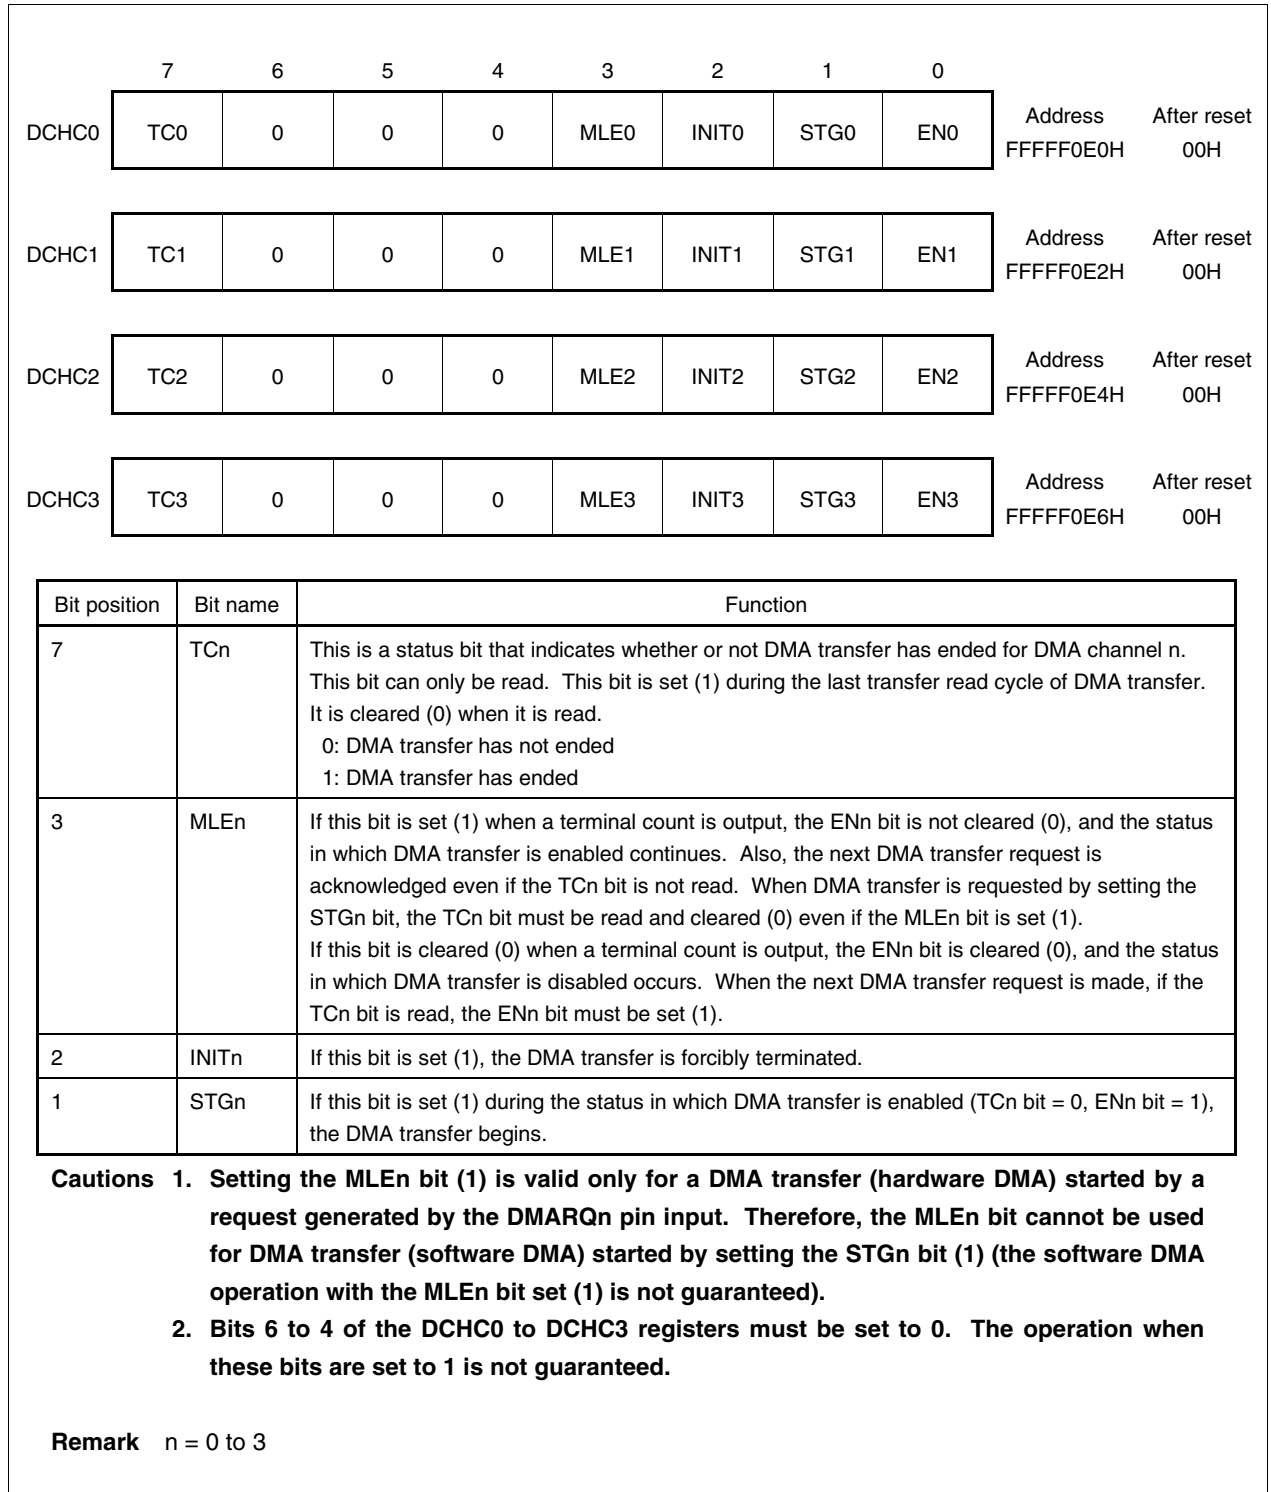 7 6 5 4 3 2 1 0
DCHC0 TC0 0 0 0 MLE0 INIT0 STG0 EN0 Address After reset
FFFFF0E0H 00H
DCHC1 TC1 0 0 0 MLE1 INIT1 STG1 EN1 Address After reset
FFFFF0E2H 00H
DCHC2 TC2 0 0 0 MLE2 INIT2 STG2 EN2 Address After reset
FFFFF0E4H 00H
DCHC3 TC3 0 0 0 MLE3 INIT3 STG3 EN3 Address After reset
FFFFF0E6H 00H
Bit position Bit name Function
7 TCn This is a status bit that indicates whether or not DMA transfer has ended for DMA channel n.
This bit can only be read. This bit is set (1) during the last transfer read cycle of DMA transfer.
It is cleared (0) when it is read.
0: DMA transfer has not ended
1: DMA transfer has ended
3 MLEn If this bit is set (1) when a terminal count is output, the ENn bit is not cleared (0), and the status
in which DMA transfer is enabled continues. Also, the next DMA transfer request is
acknowledged even if the TCn bit is not read. When DMA transfer is requested by setting the
STGn bit, the TCn bit must be read and cleared (0) even if the MLEn bit is set (1).
If this bit is cleared (0) when a terminal count is output, the ENn bit is cleared (0), and the status
in which DMA transfer is disabled occurs. When the next DMA transfer request is made, if the
TCn bit is read, the ENn bit must be set (1).
2 INITn If this bit is set (1), the DMA transfer is forcibly terminated.
1 STGn If this bit is set (1) during the status in which DMA transfer is enabled (TCn bit = 0, ENn bit = 1),
the DMA transfer begins.
Cautions 1. Setting the MLEn bit (1) is valid only for a DMA transfer (hardware DMA) started by a
request generated by the DMARQn pin input. Therefore, the MLEn bit cannot be used
for DMA transfer (software DMA) started by setting the STGn bit (1) (the software DMA
operation with the MLEn bit set (1) is not guaranteed).
2. Bits 6 to 4 of the DCHC0 to DCHC3 registers must be set to 0. The operation when
these bits are set to 1 is not guaranteed.
Remark n = 0 to 3